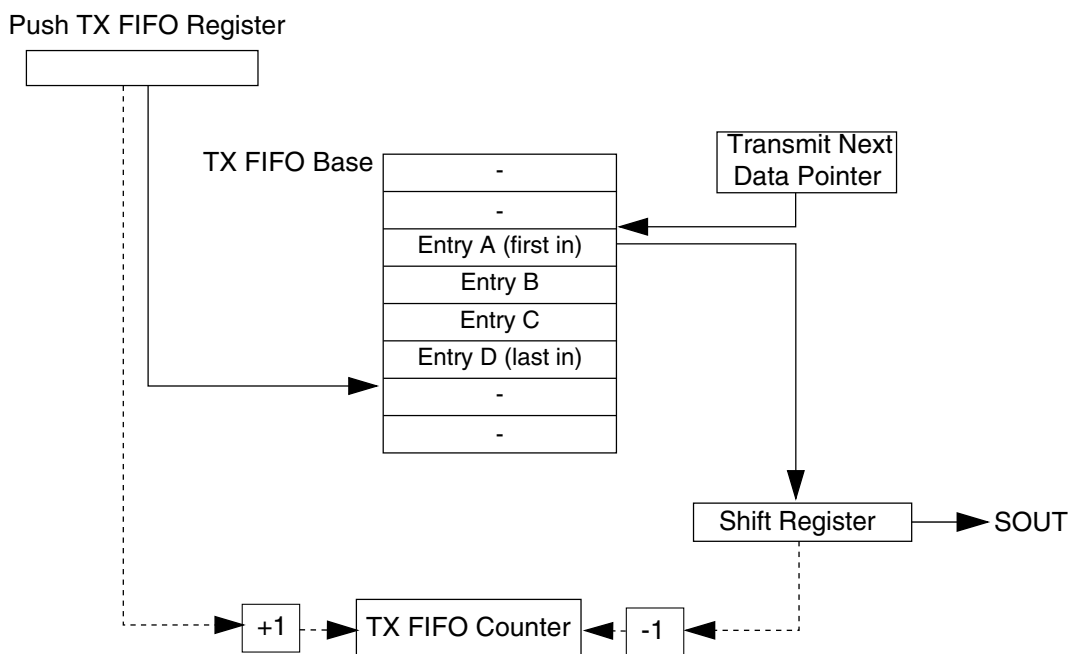 Push TX FIFO Register
TX FIFO Base
-
-
Entry A (first in)
Entry B
Entry C
Entry D (last in)
-
-
Transmit Next
Data Pointer
Shift Register
SOUT
+1
TX FIFO Counter
-1